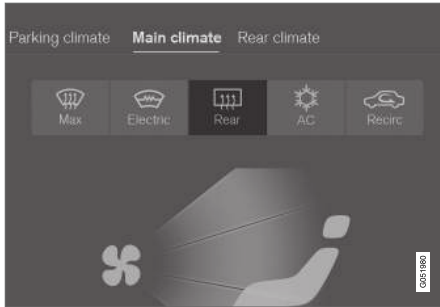 Parking climate Main climate Rear climate
Max Electric Rear AC Recirc
G051980